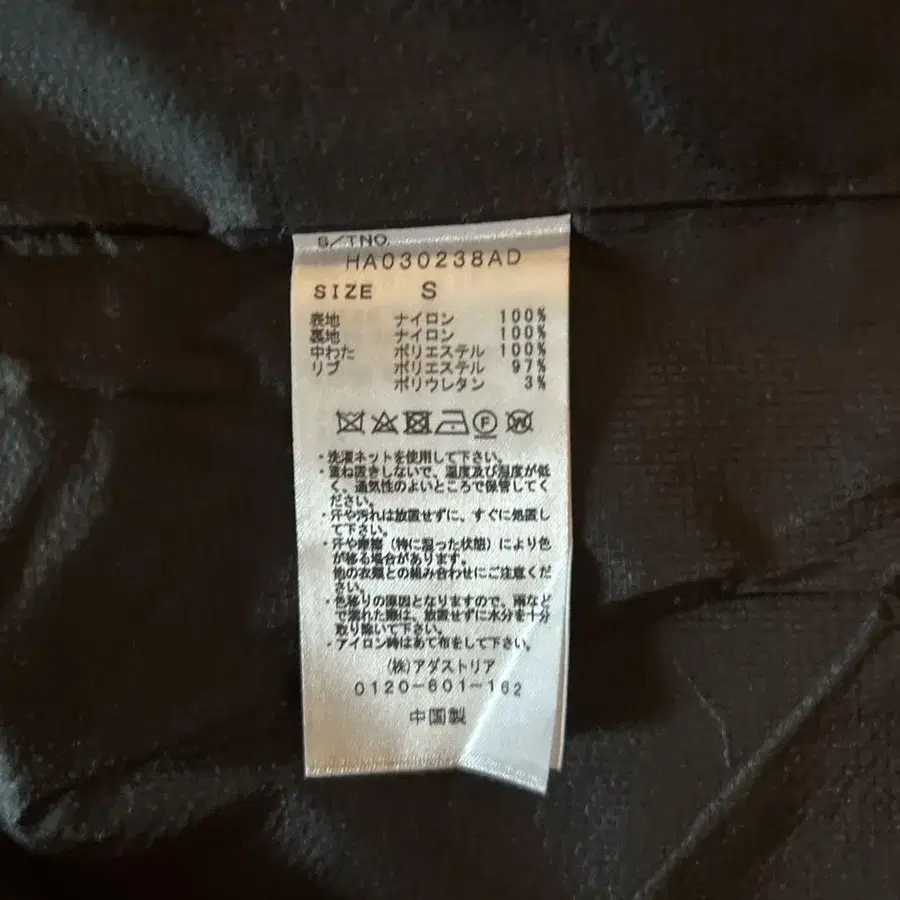 S/TNO.
HA030238AD
SIZE S
表地 ナイロン 100%
裏地 ナイロン 100%
中わた ポリエステル 100%
リブ ポリエステル 97%
ポリウレタン 3%
F W
・洗濯ネットを使用して下さい。
・重ね置きしないで、温度及び湿度が低
く、通気性のよいところで保管してく
ださい。
・汗や汚れは放置せずに、すぐに処置し
て下さい。
・汗や摩擦(特に湿った状態)により色
が移る場合があります。
他の衣類との組み合わせにご注意くだ
さい。
・色移りの原因となりますので、雨など
で濡れた際は、放置せずに水分を十分
取り除いて下さい。
・アイロン時はあて布をして下さい。
(株)アダストリア
0120-601-162
中国製